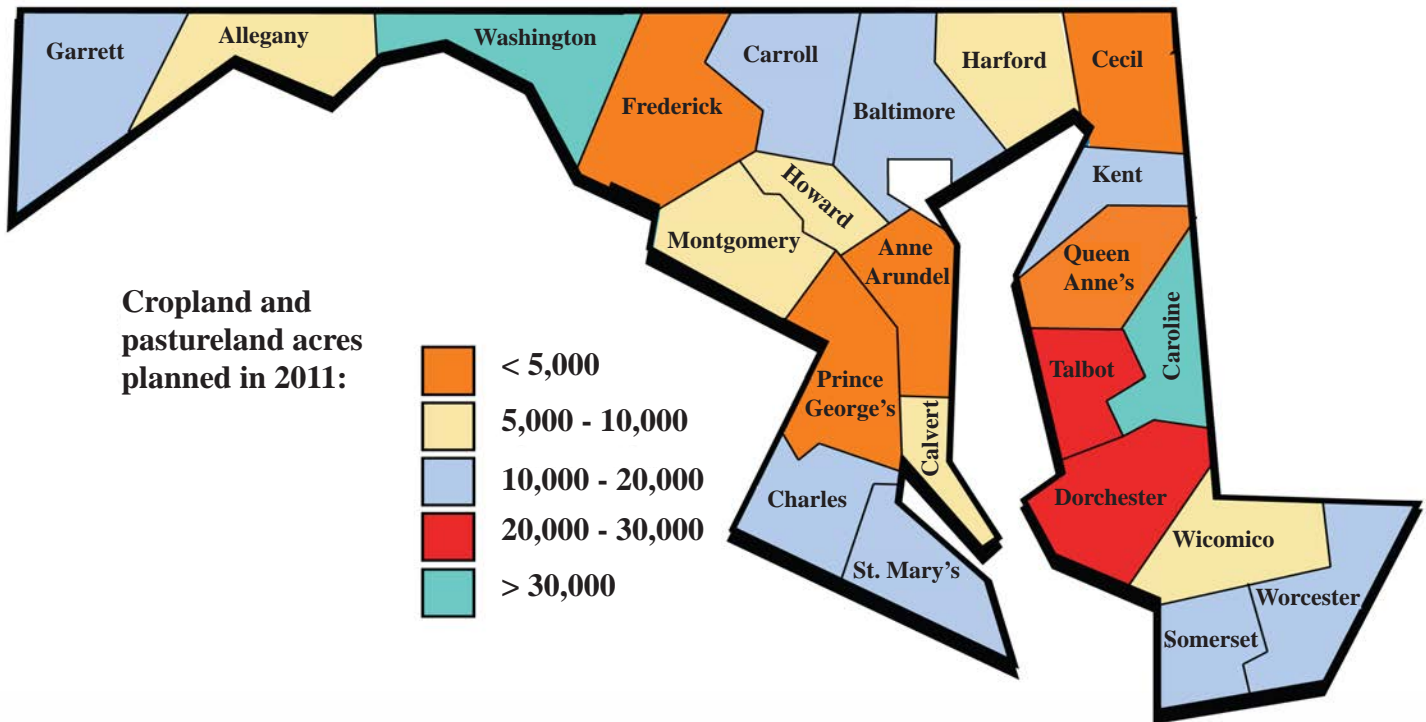 Garrett
Allegany
Washington
Frederick
Carroll
Baltimore
Harford
Cecil
Kent
Howard
Montgomery
Anne
Arundel
Queen
Anne's
Caroline
Talbot
Prince
George's
Calvert
Charles
St. Mary's
Dorchester
Wicomico
Worcester
Somerset
Cropland and
pastureland acres
planned in 2011:
< 5,000
5,000 - 10,000
10,000 - 20,000
20,000 - 30,000
> 30,000